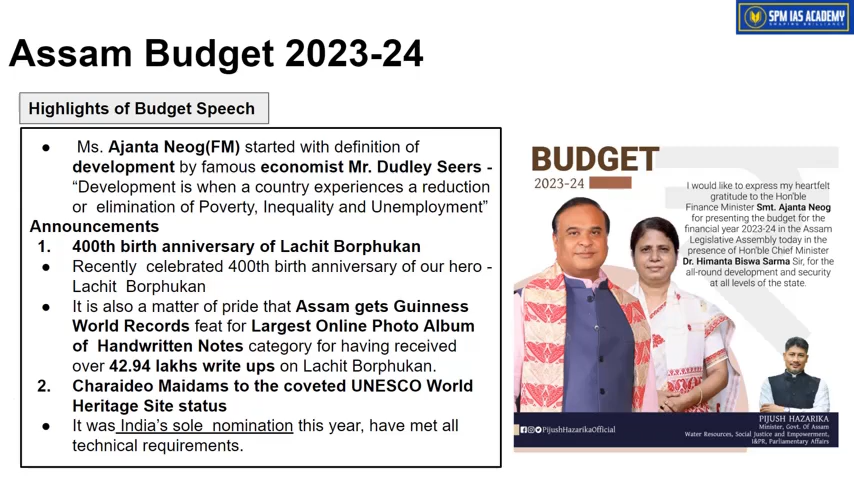 SPM IAS ACADEMY
SHAPING BRILLIANCE
Assam Budget 2023-24
Highlights of Budget Speech
● Ms. Ajanta Neog(FM) started with definition of
development by famous economist Mr. Dudley Seers -
“Development is when a country experiences a reduction
or elimination of Poverty, Inequality and Unemployment”
Announcements
1. 400th birth anniversary of Lachit Borphukan
● Recently celebrated 400th birth anniversary of our hero -
Lachit Borphukan
● It is also a matter of pride that Assam gets Guinness
World Records feat for Largest Online Photo Album
of Handwritten Notes category for having received
over 42.94 lakhs write ups on Lachit Borphukan.
2. Charaideo Maidams to the coveted UNESCO World
Heritage Site status
● It was India’s sole nomination this year, have met all
technical requirements.
BUDGET
2023-24
I would like to express my heartfelt
gratitude to the Hon'ble
Finance Minister Smt. Ajanta Neog
for presenting the budget for the
financial year 2023-24 in the Assam
Legislative Assembly today in the
presence of Hon'ble Chief Minister
Dr. Himanta Biswa Sarma Sir, for the
all-round development and security
at all levels of the state.
PijushHazarikaOfficial
PIJUSH HAZARIKA
Minister, Govt. Of Assam
Water Resources, Social Justice and Empowerment,
I&PR, Parliamentary Affairs